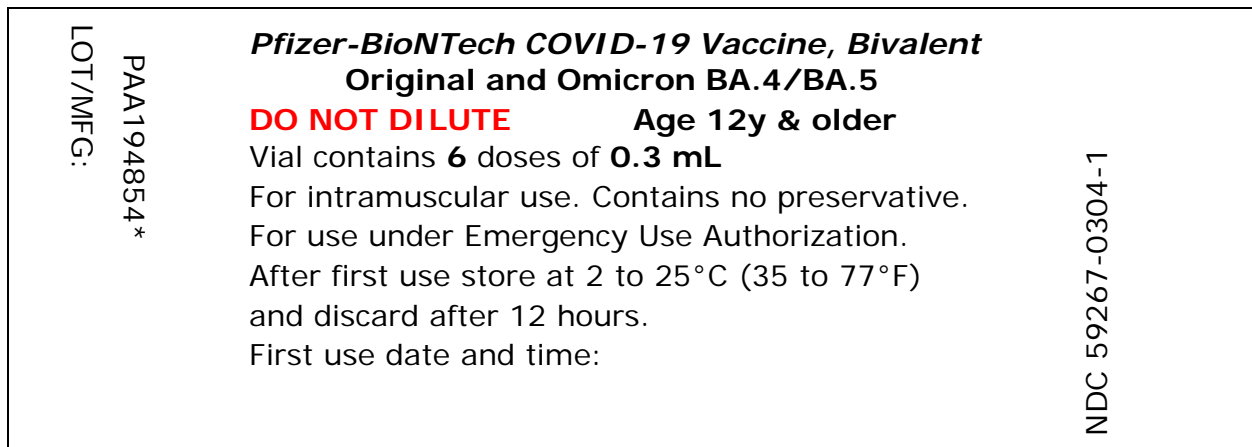 LOT/MFG:
PAA194854*
Pfizer-BioNTech COVID-19 Vaccine, Bivalent
Original and Omicron BA.4/BA.5
DO NOT DILUTE Age 12y & older
Vial contains 6 doses of 0.3 mL
For intramuscular use. Contains no preservative.
For use under Emergency Use Authorization.
After first use store at 2 to 25°C (35 to 77°F)
and discard after 12 hours.
First use date and time:
NDC 59267-0304-1